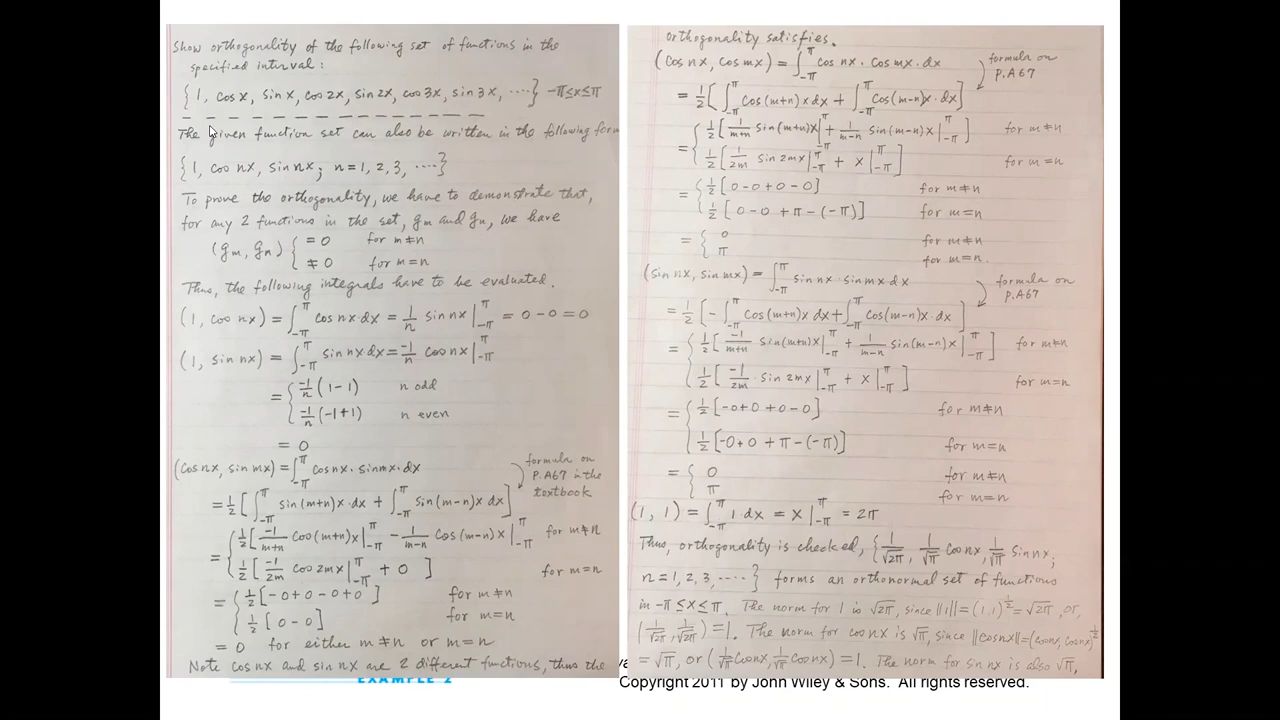 Show orthogonality of the following set of functions in the
specified interval:
{1, cosx, sinx, cos2x, sin2x, cos3x, sin3x, ....} -π≤x≤π
The given function set can also be written in the following form
{1, cos nx, sin nx; n=1, 2, 3, ....}
To prove the orthogonality, we have to demonstrate that,
for any 2 functions in the set, gm and gn, we have
(gm, gn) { =0 for m≠n
≠0 for m=n
Thus, the following integrals have to be evaluated.
(1, cos nx) = ∫_{-π}^{π} cos nx dx = 1/n sin nx |_{-π}^{π} = 0-0=0
(1, sin nx) = ∫_{-π}^{π} sin nx dx = -1/n cos nx |_{-π}^{π}
= { -1/n (1-1) n odd
-1/n (-1+1) n even
= 0
(cos nx, sin mx) = ∫_{-π}^{π} cos nx · sin mx · dx
formula on
P.A67 in the
textbook
= 1/2 [∫_{-π}^{π} sin(m+n)x · dx + ∫_{-π}^{π} sin(m-n)x dx]
= { 1/2 [-1/(m+n) cos(m+n)x |_{-π}^{π} - 1/(m-n) cos(m-n)x |_{-π}^{π} for m≠n
1/2 [-1/2m cos2mx |_{-π}^{π} + 0 ] for m=n
= { 1/2 [-0+0-0+0] for m≠n
1/2 [0-0] for m=n
= 0 for either m≠n or m=n
Note cos nx and sin nx are 2 different functions, thus the
orthogonality satisfies.
(cos nx, cos mx) = ∫_{-π}^{π} cos nx · cos mx · dx
formula on
P.A67
= 1/2 [∫_{-π}^{π} cos(m+n)x dx + ∫_{-π}^{π} cos(m-n)x · dx]
= { 1/2 [1/(m+n) sin(m+n)x |_{-π}^{π} + 1/(m-n) sin(m-n)x |_{-π}^{π}] for m≠n
1/2 [1/2m sin 2mx |_{-π}^{π} + x |_{-π}^{π}] for m=n
= { 1/2 [0-0+0-0] for m≠n
1/2 [0-0+π-(-π)] for m=n
= { 0 for m≠n
π for m=n.
(sin nx, sin mx) = ∫_{-π}^{π} sin nx · sin mx dx
formula on
P.A67
= 1/2 [-∫_{-π}^{π} cos(m+n)x dx + ∫_{-π}^{π} cos(m-n)x · dx]
= { 1/2 [-1/(m+n) sin(m+n)x |_{-π}^{π} + 1/(m-n) sin(m-n)x |_{-π}^{π}] for m≠n
1/2 [-1/2m · sin 2mx |_{-π}^{π} + x |_{-π}^{π}] for m=n
= { 1/2 [-0+0+0-0] for m≠n
1/2 [-0+0+π-(-π)] for m=n
= { 0 for m≠n
π for m=n
(1, 1) = ∫_{-π}^{π} 1·dx = x |_{-π}^{π} = 2π
Thus, orthogonality is checked, {1/√2π, 1/√π cos nx, 1/√π sin nx;
n=1, 2, 3, .....} forms an orthonormal set of functions
in -π≤x≤π. The norm for 1 is √2π, since ||1||=(1,1)^{1/2}=√2π, or,
(1/√2π, 1/√2π)=1. The norm for cos nx is √π, since ||cos nx||=(cos nx, cos nx)^{1/2}
=√π, or (1/√π cos nx, 1/√π cos nx)=1. The norm for sin nx is also √π,
EXAMPLE 2
Copyright 2011 by John Wiley & Sons. All rights reserved.